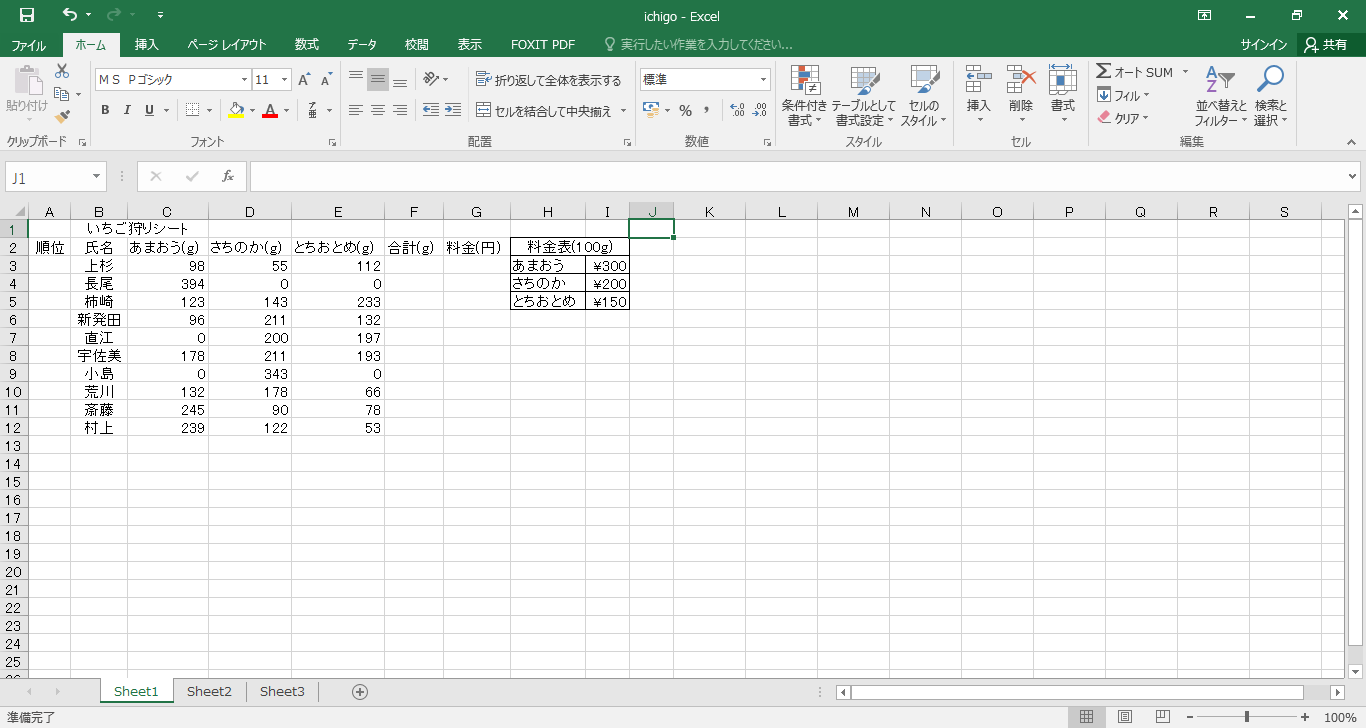 ichigo - Excel
ファイル ホーム 挿入 ページ レイアウト 数式 データ 校閲 表示 FOXIT PDF 実行したい作業を入力してください... サインイン 共有
貼り付け
クリップボード
ＭＳ Ｐゴシック 11
B I U
フォント
折り返して全体を表示する
セルを結合して中央揃え
配置
標準
%
数値
条件付き書式 テーブルとして書式設定 セルのスタイル
スタイル
挿入 削除 書式
セル
オート SUM
フィル
クリア
並べ替えとフィルター 検索と選択
編集
J1 fx
A B C D E F G H I J K L M N O P Q R S
1 いちご狩りシート
2 順位 氏名 あまおう(g) さちのか(g) とちおとめ(g) 合計(g) 料金(円) 料金表(100g)
3 上杉 98 55 112 あまおう ¥300
4 長尾 394 0 0 さちのか ¥200
5 柿崎 123 143 233 とちおとめ ¥150
6 新発田 96 211 132
7 直江 0 200 197
8 宇佐美 178 211 193
9 小島 0 343 0
10 荒川 132 178 66
11 斎藤 245 90 78
12 村上 239 122 53
13
14
15
16
17
18
19
20
21
22
23
24
25
Sheet1 Sheet2 Sheet3
準備完了 100%